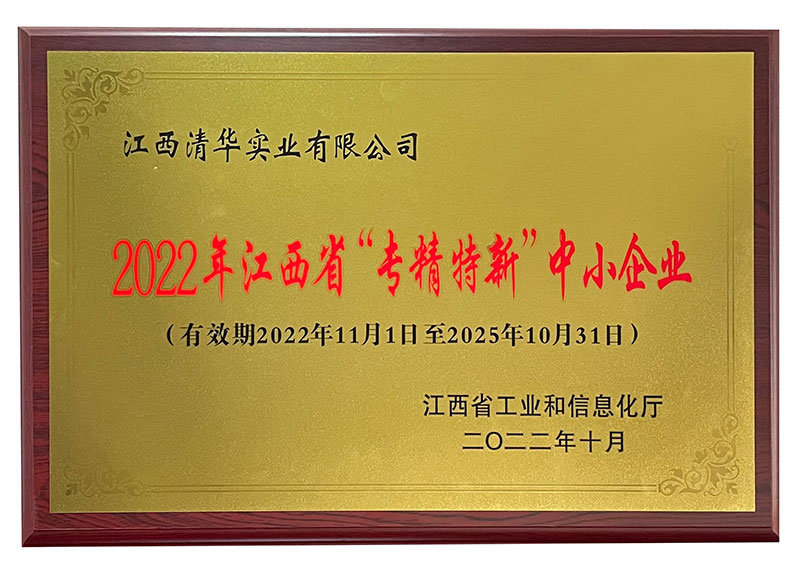 江西清华实业有限公司
2022年江西省“专精特新”中小企业
（有效期2022年11月1日至2025年10月31日）
江西省工业和信息化厅
二〇二二年十月